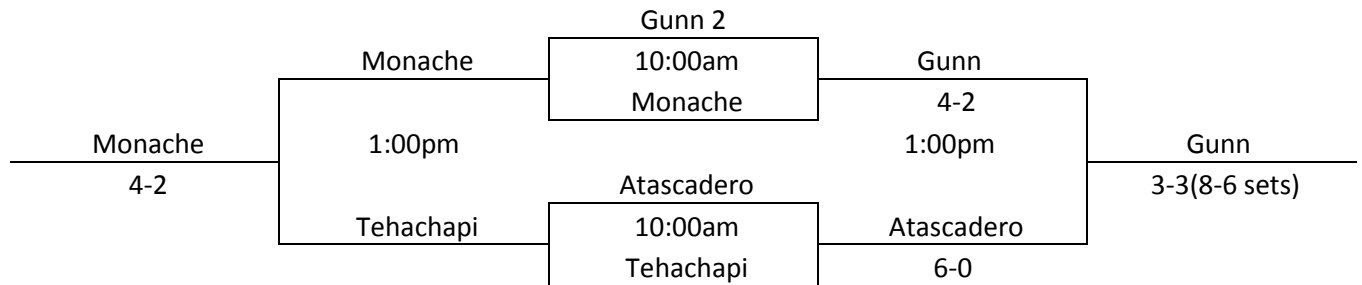 Gunn 2
Monache 10:00am Gunn
Monache 4-2
Monache 1:00pm 1:00pm Gunn
4-2 Atascadero 3-3(8-6 sets)
Tehachapi 10:00am Atascadero
Tehachapi 6-0